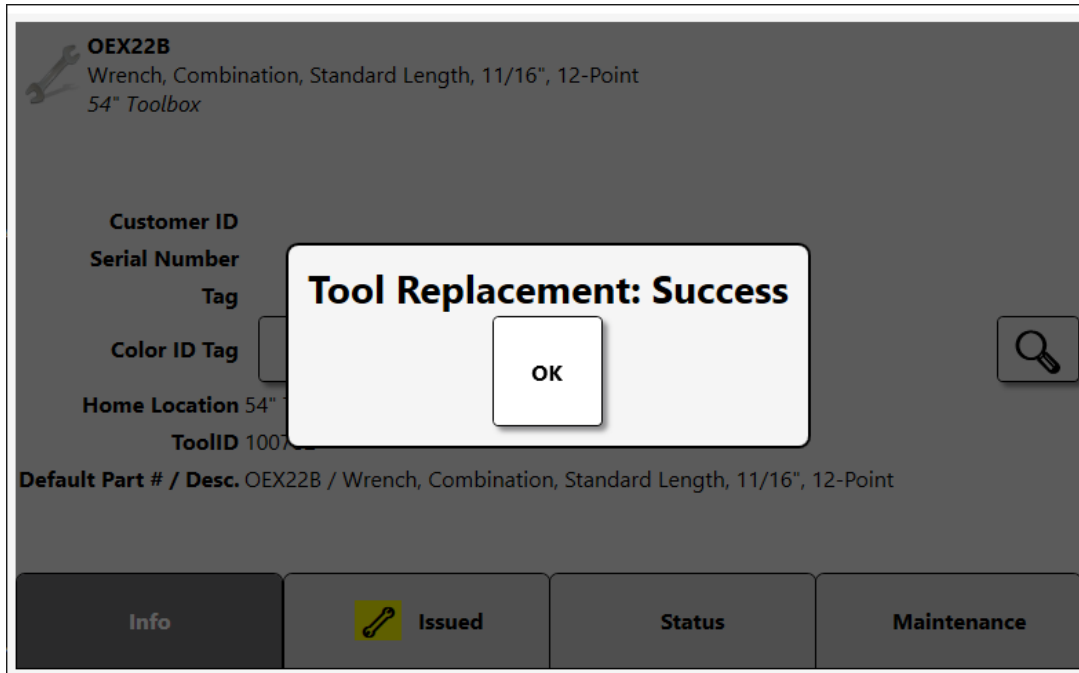 OEX22B
Wrench, Combination, Standard Length, 11/16", 12-Point
54" Toolbox
Customer ID
Serial Number
Tag
Tool Replacement: Success
Color ID Tag
OK
Home Location 54"
ToolID
Default Part # / Desc. OEX22B / Wrench, Combination, Standard Length, 11/16", 12-Point
Info
Issued
Status
Maintenance